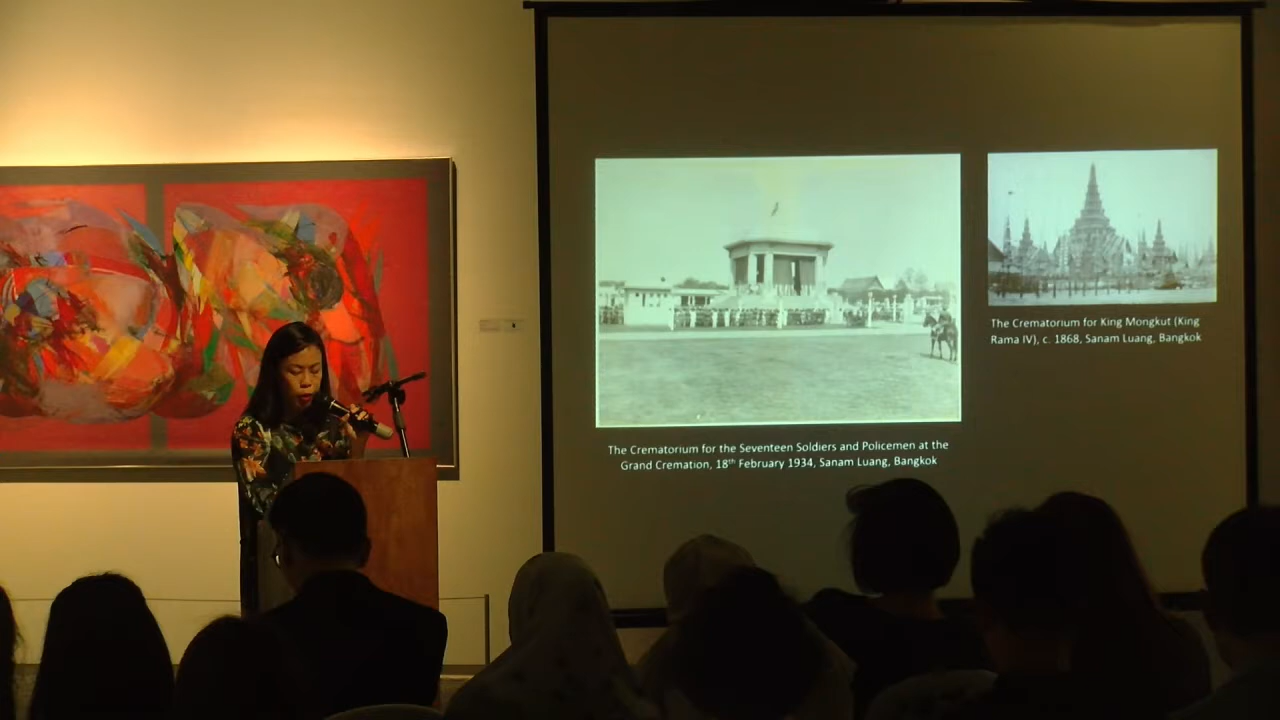 The Crematorium for the Seventeen Soldiers and Policemen at the
Grand Cremation, 18th February 1934, Sanam Luang, Bangkok
The Crematorium for King Mongkut (King
Rama IV), c. 1868, Sanam Luang, Bangkok